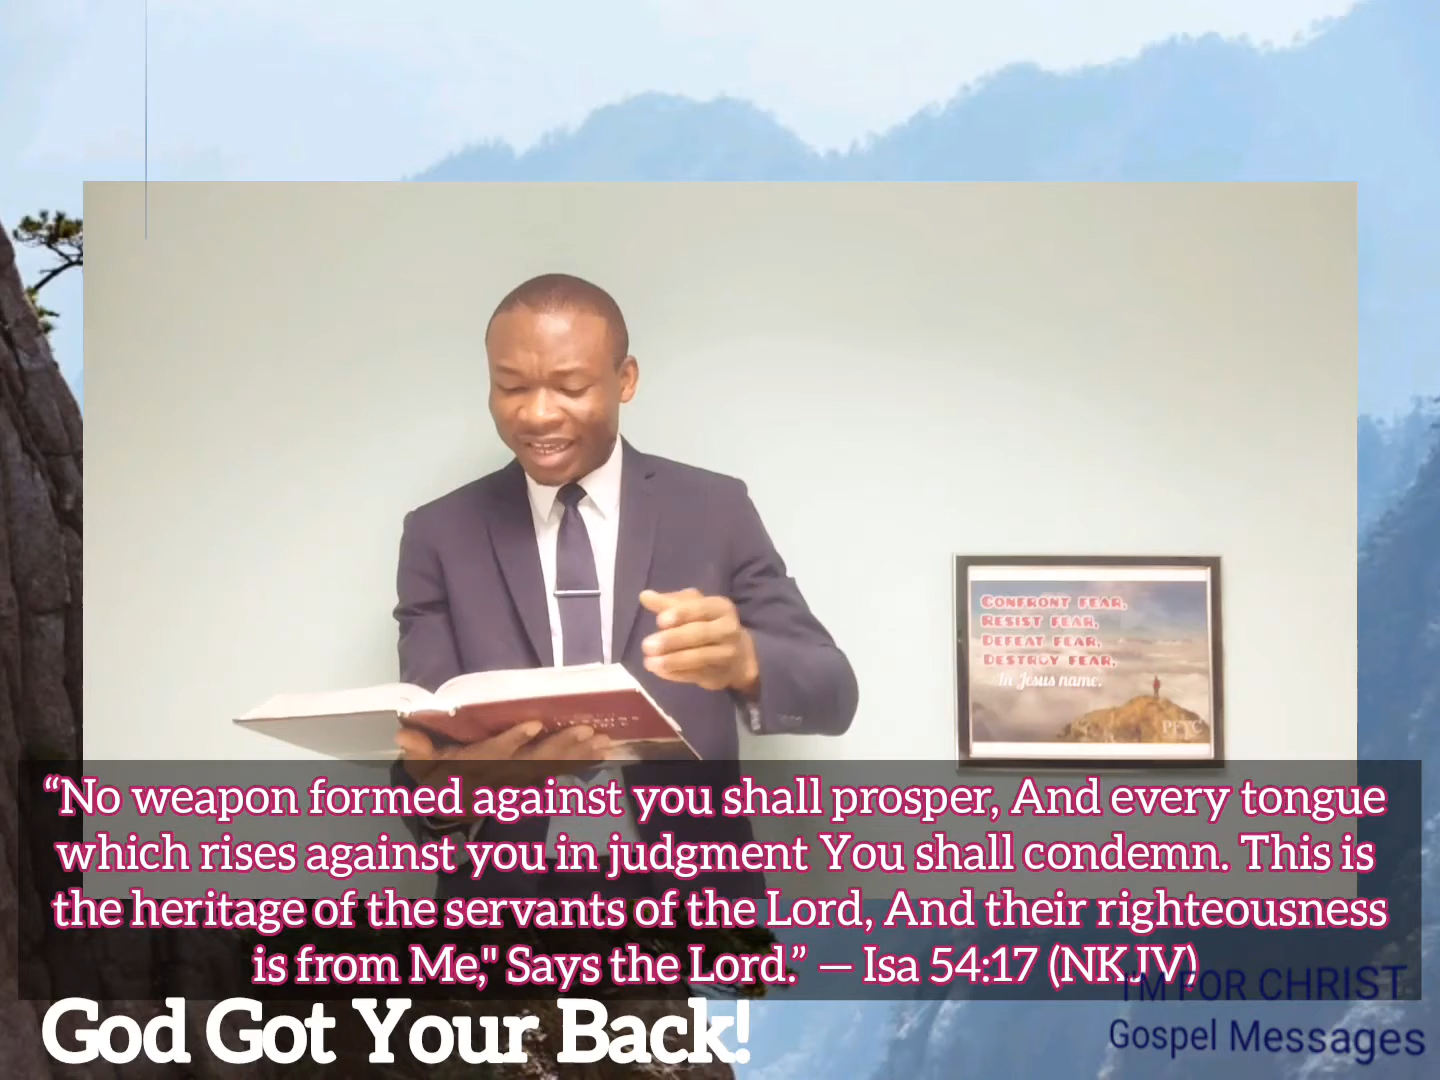 CONFRONT FEAR,
RESIST FEAR,
DEFEAT FEAR,
DESTROY FEAR,
In Jesus name.
PFTC
“No weapon formed against you shall prosper, And every tongue
which rises against you in judgment You shall condemn. This is
the heritage of the servants of the Lord, And their righteousness
is from Me," Says the Lord.” — Isa 54:17 (NKJV)
I'M FOR CHRIST
God Got Your Back!
Gospel Messages